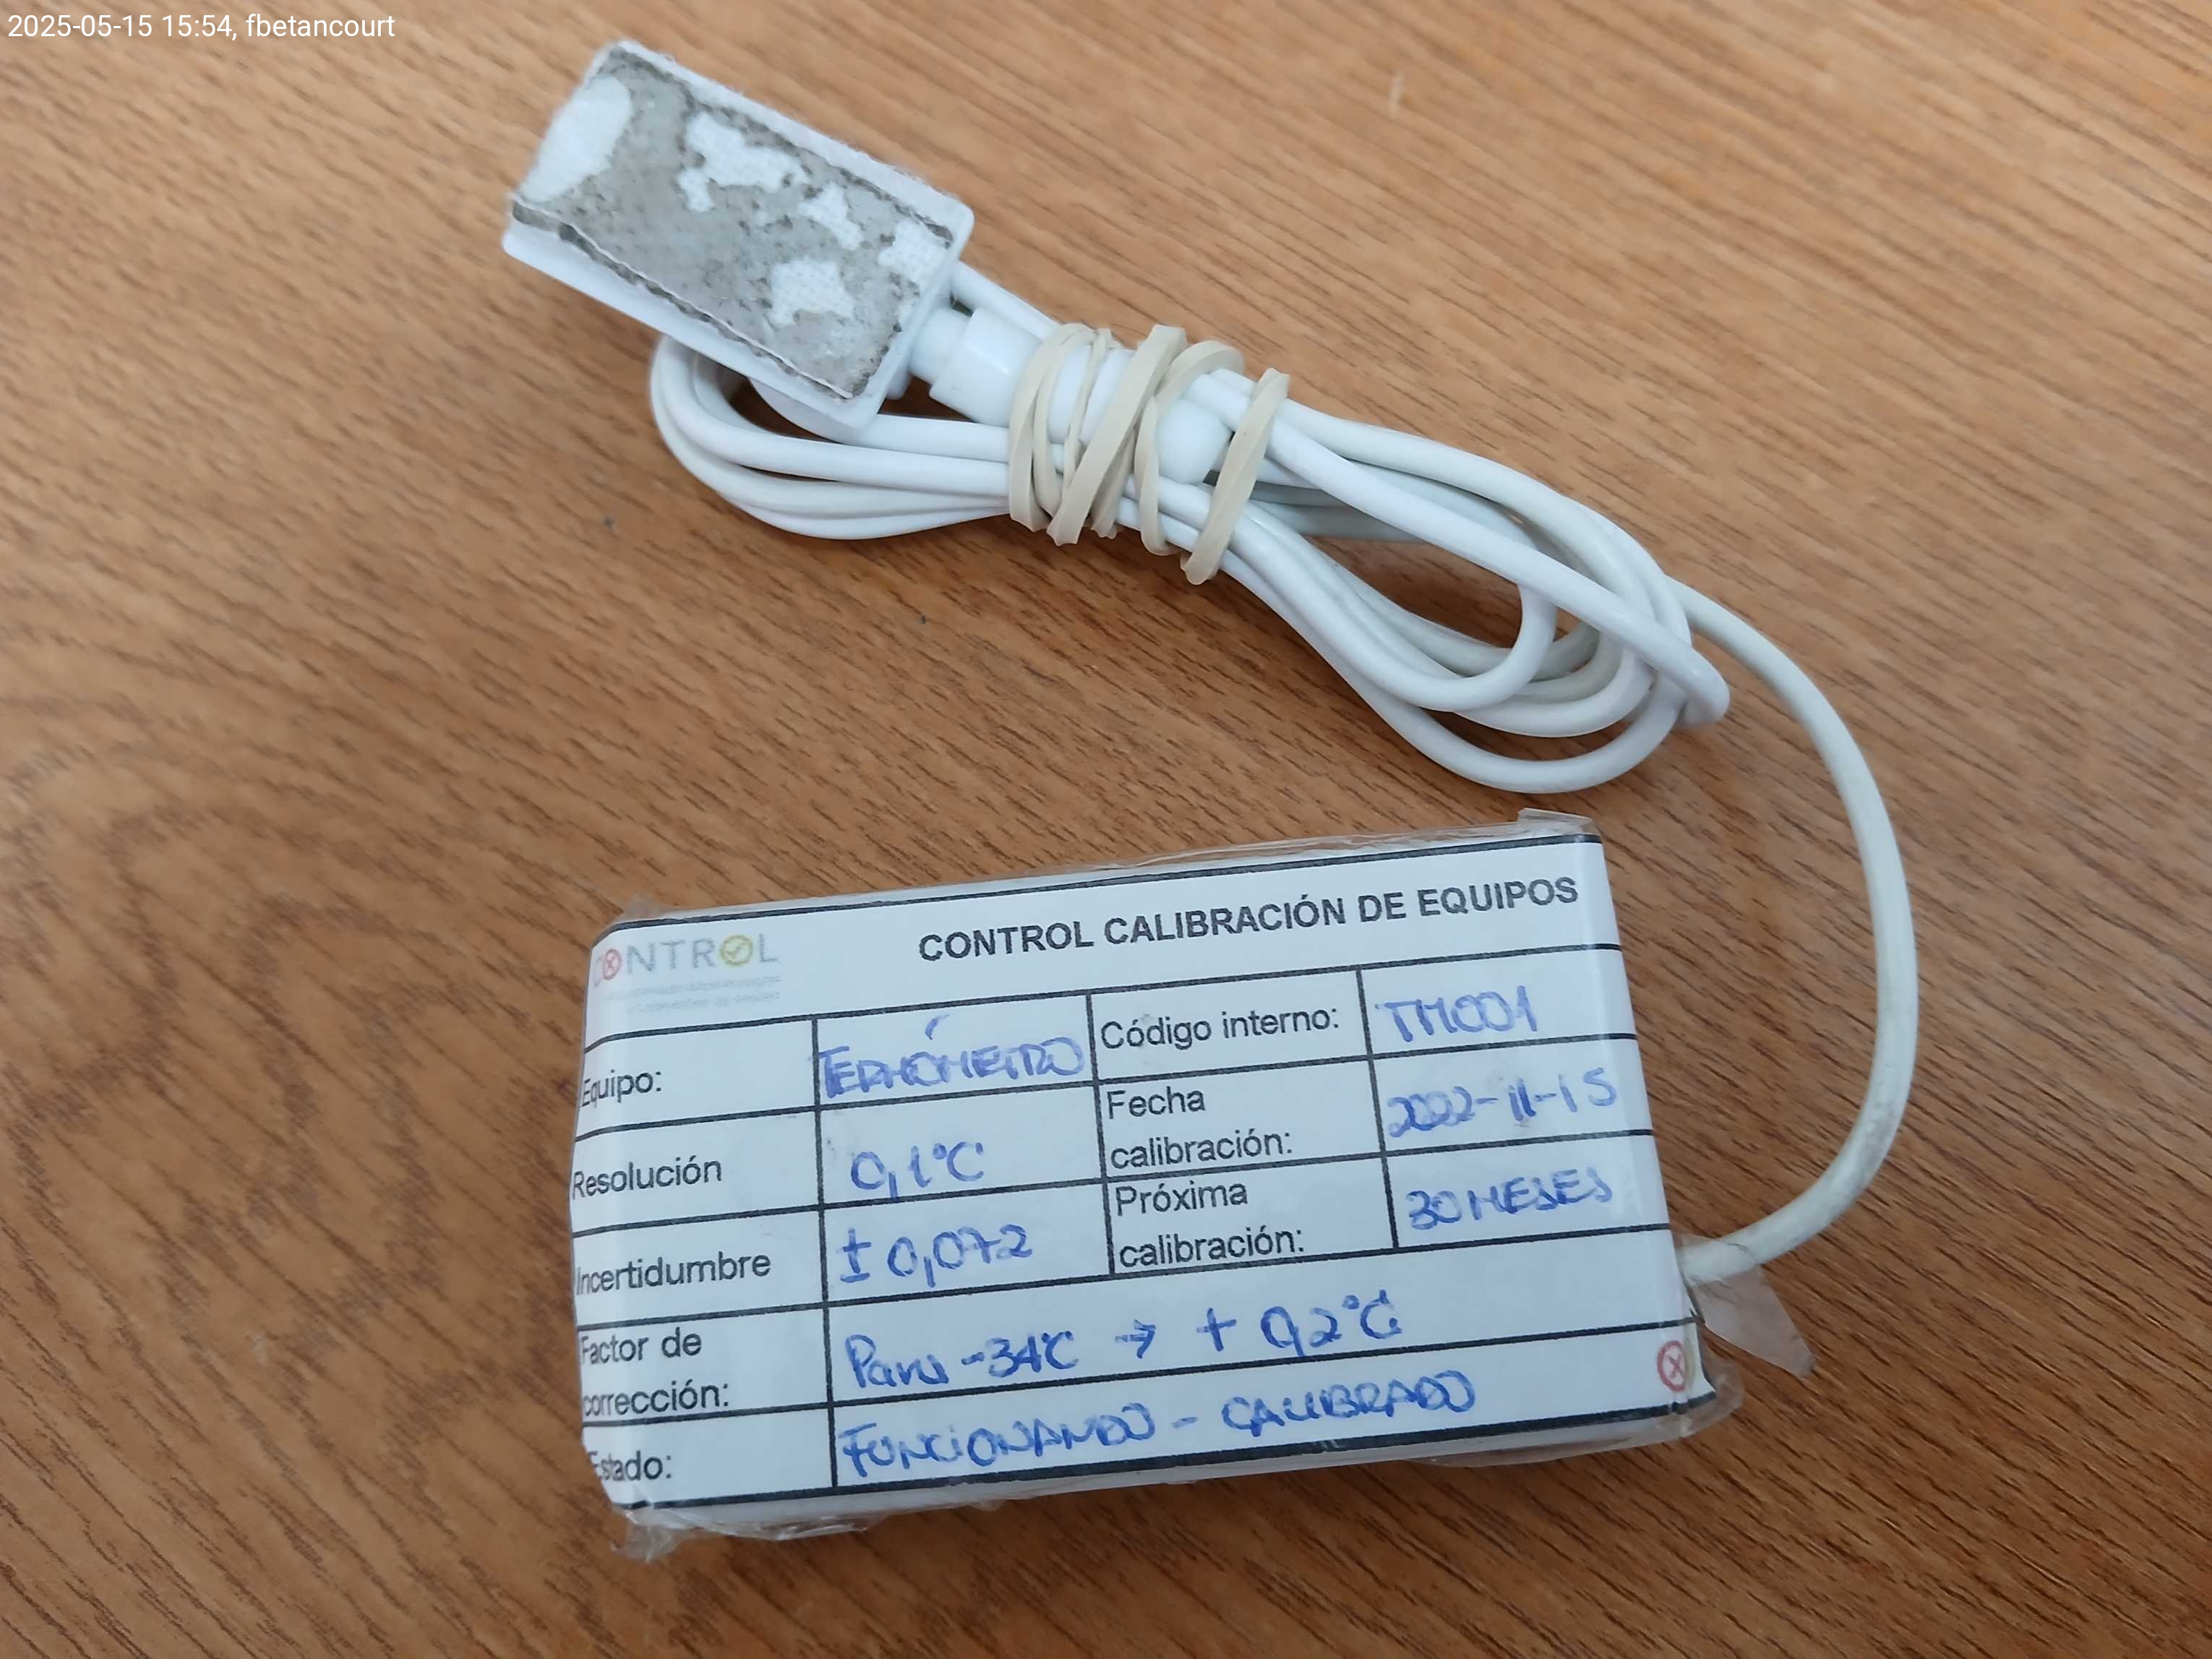 2025-05-15 15:54, fbetancourt
CONTROL
CONTROL CALIBRACIÓN DE EQUIPOS
Equipo: TERMÓMETRO Código interno: TM001
Resolución 0,1°C Fecha calibración: 2022-11-15
Incertidumbre ± 0,072 Próxima calibración: 30 MESES
Factor de corrección: Para -34°C → + 0,2°C
Estado: FUNCIONANDO - CALIBRADO